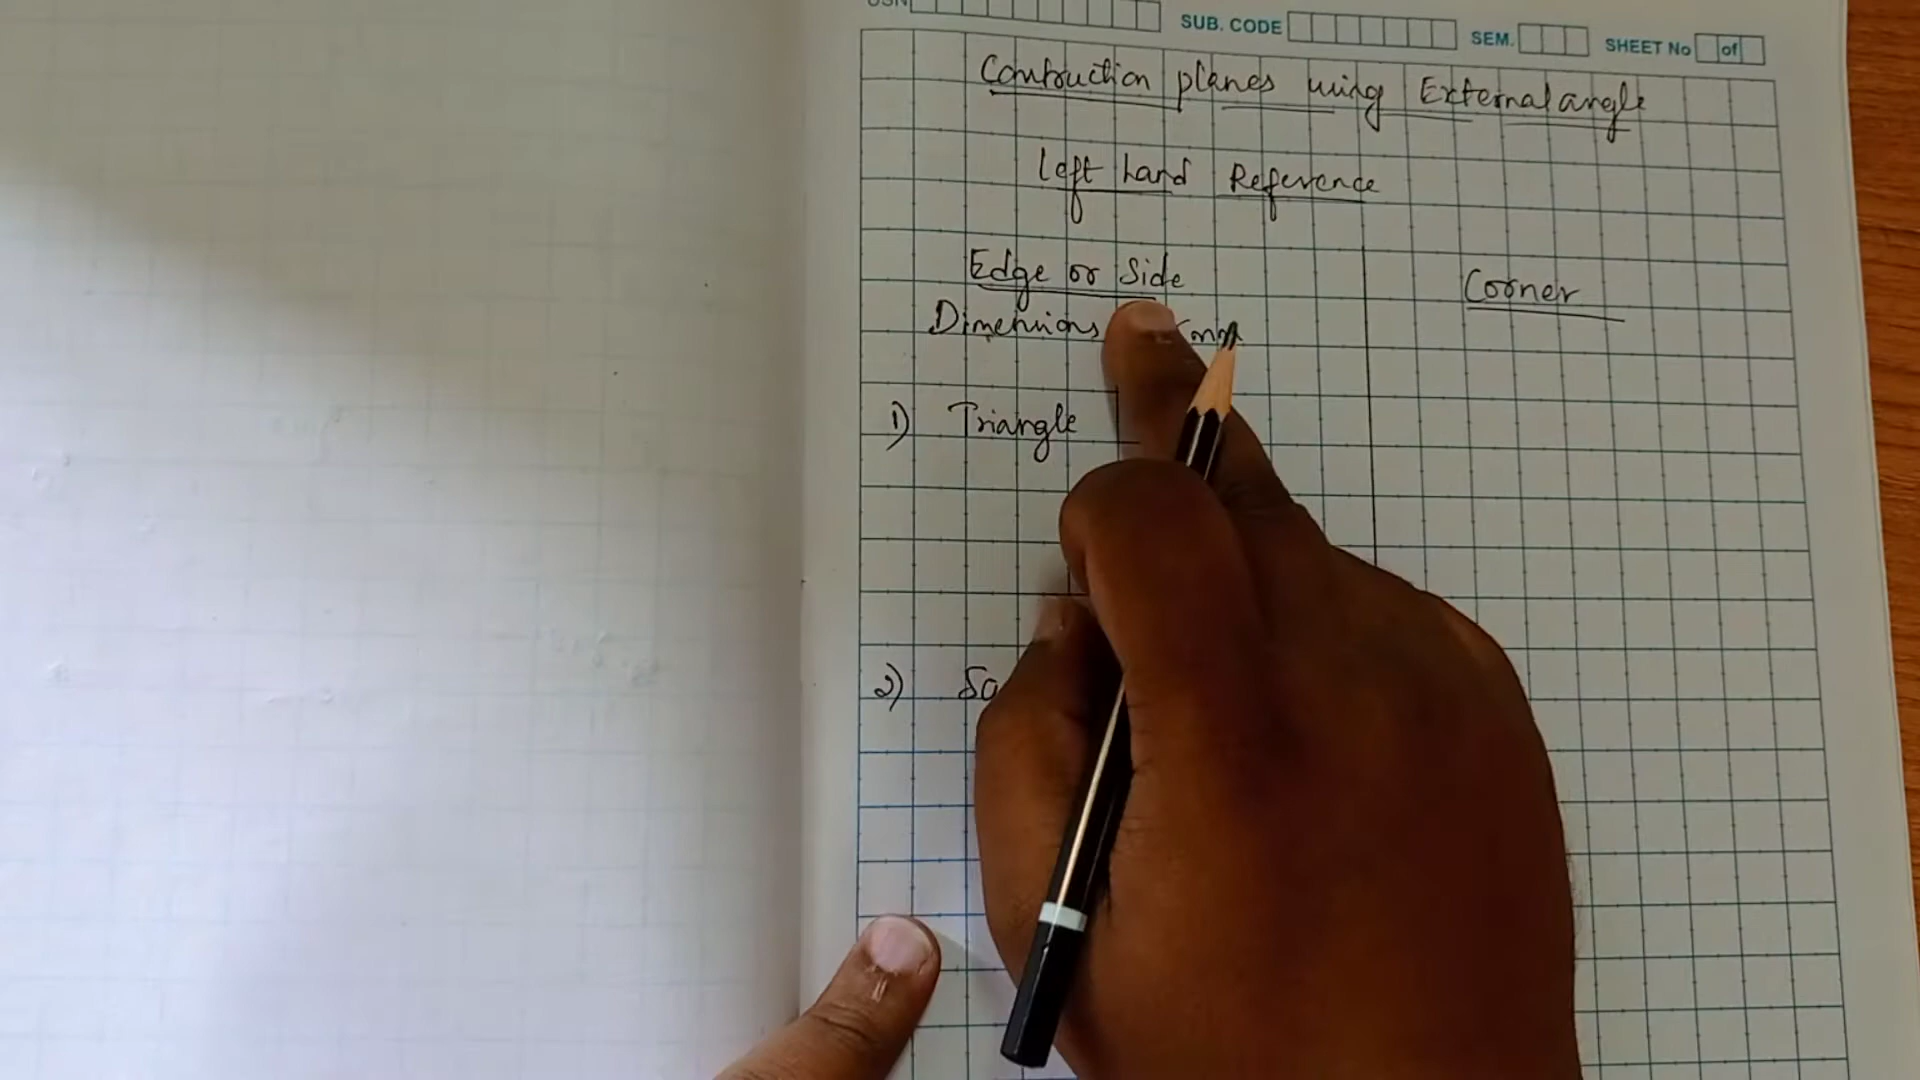 USN SUB. CODE SEM. SHEET No of
Contruction planes using External angle
Left hand Reference
Edge or Side
Corner
Dimensions
1) Triangle
2)